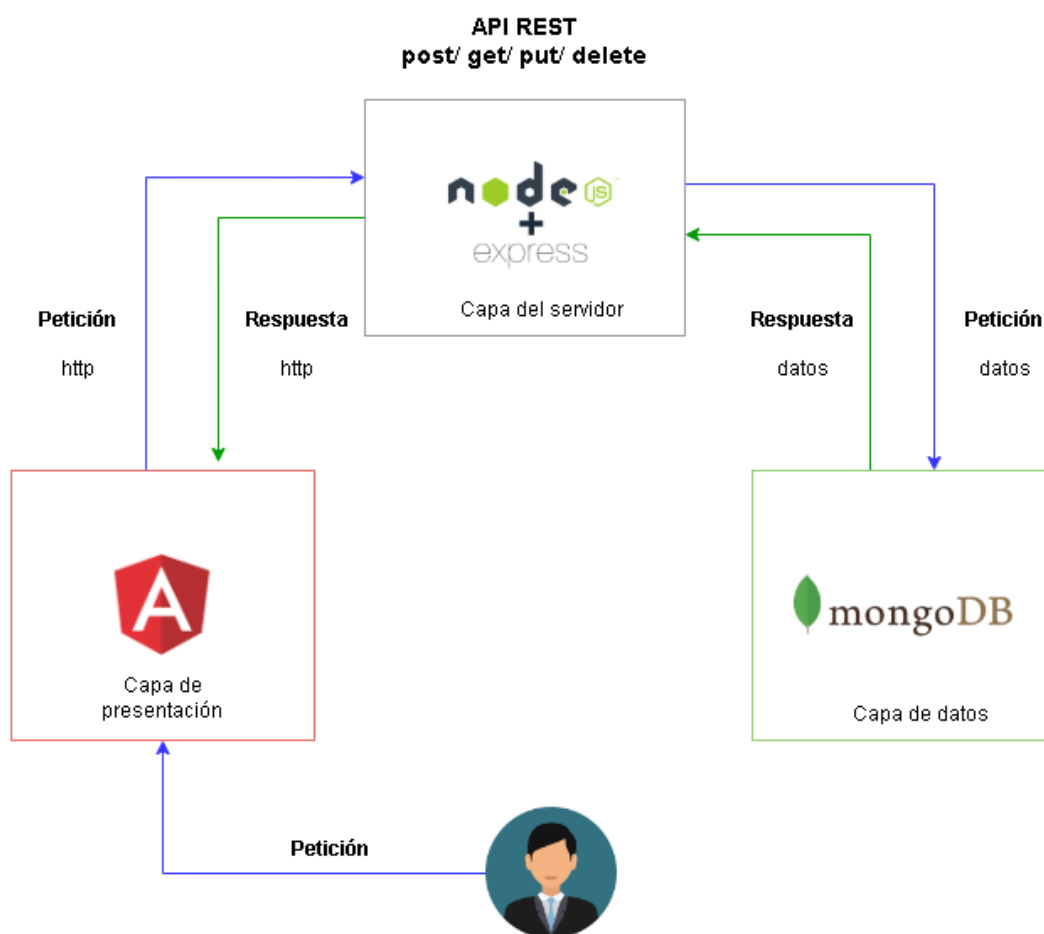 API REST
post/ get/ put/ delete
node JS™
+
express
Capa del servidor
Petición
http
Respuesta
http
Respuesta
datos
Petición
datos
A
Capa de
presentación
mongoDB
Capa de datos
Petición